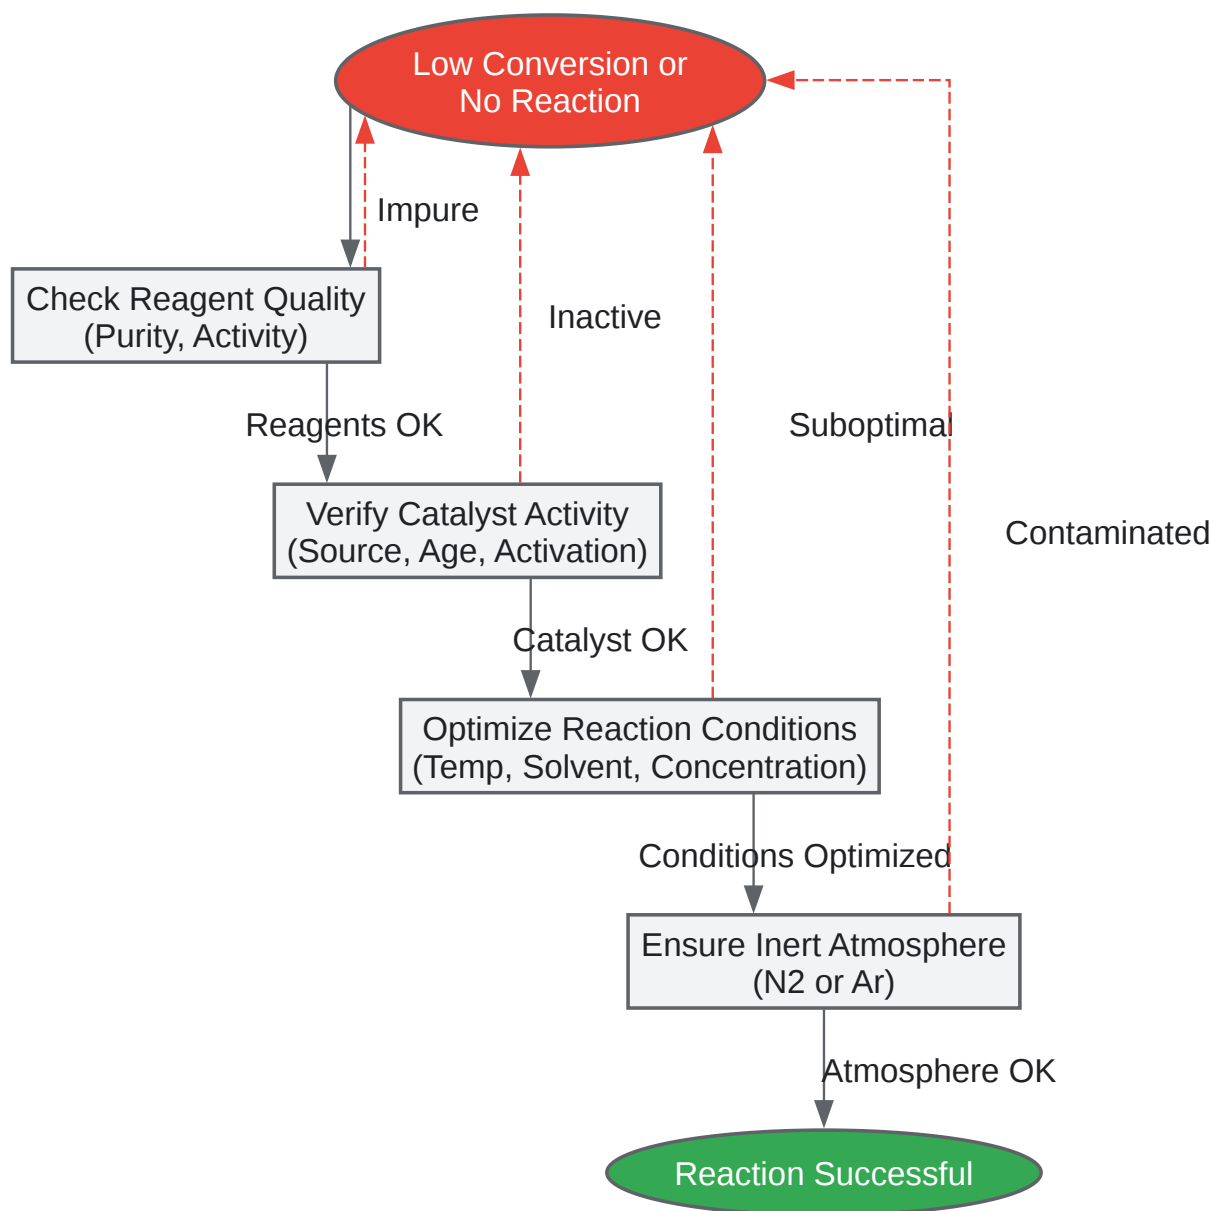 Low Conversion or
No Reaction
Impure
Check Reagent Quality
(Purity, Activity)
Inactive
Reagents OK
Suboptimal
Verify Catalyst Activity
(Source, Age, Activation)
Contaminated
Catalyst OK
Optimize Reaction Conditions
(Temp, Solvent, Concentration)
Conditions Optimized
Ensure Inert Atmosphere
(N2 or Ar)
Atmosphere OK
Reaction Successful